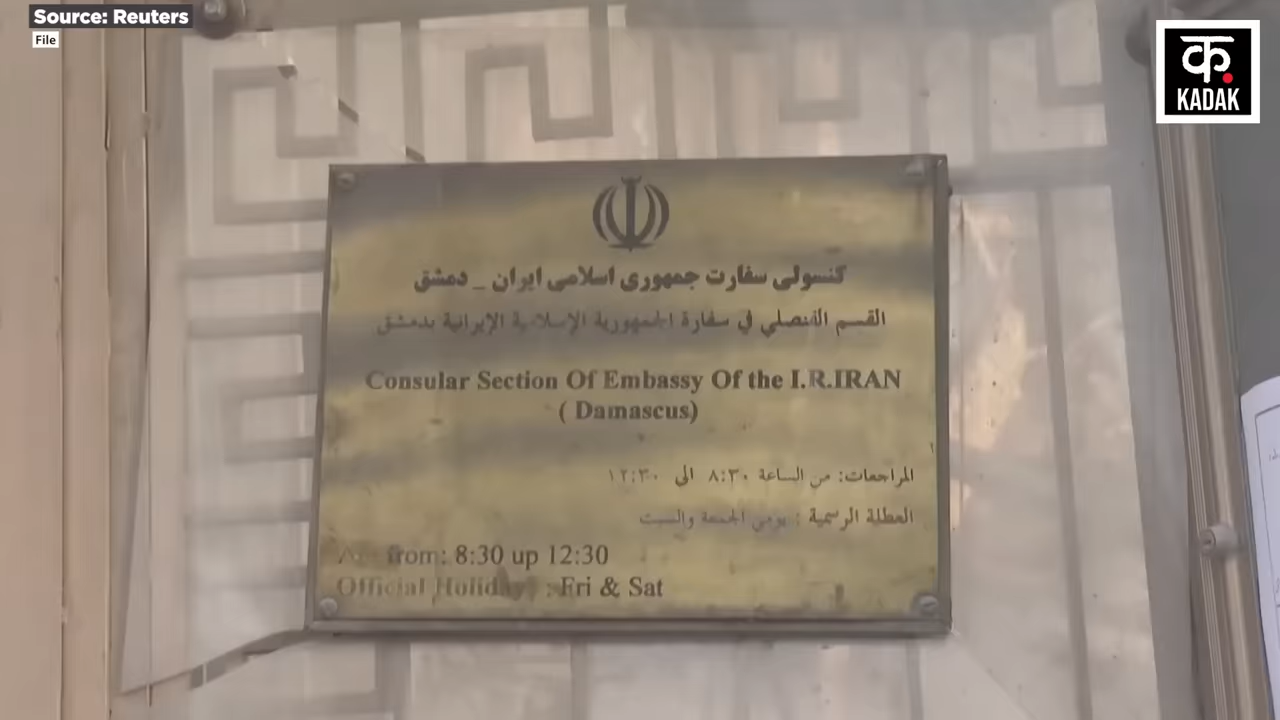 Source: Reuters
File
क.
KADAK
کنسولی سفارت جمهوری اسلامی ایران _ دمشق
القسم القنصلي في سفارة الجمهورية الإسلامية الإيرانية بدمشق
Consular Section Of Embassy Of the I.R.IRAN
( Damascus)
المراجعات: من الساعة ٨:٣٠ الى ١٢:٣٠
العطلة الرسمية : يومي الجمعة والسبت
from: 8:30 up 12:30
Official Holiday : Fri & Sat